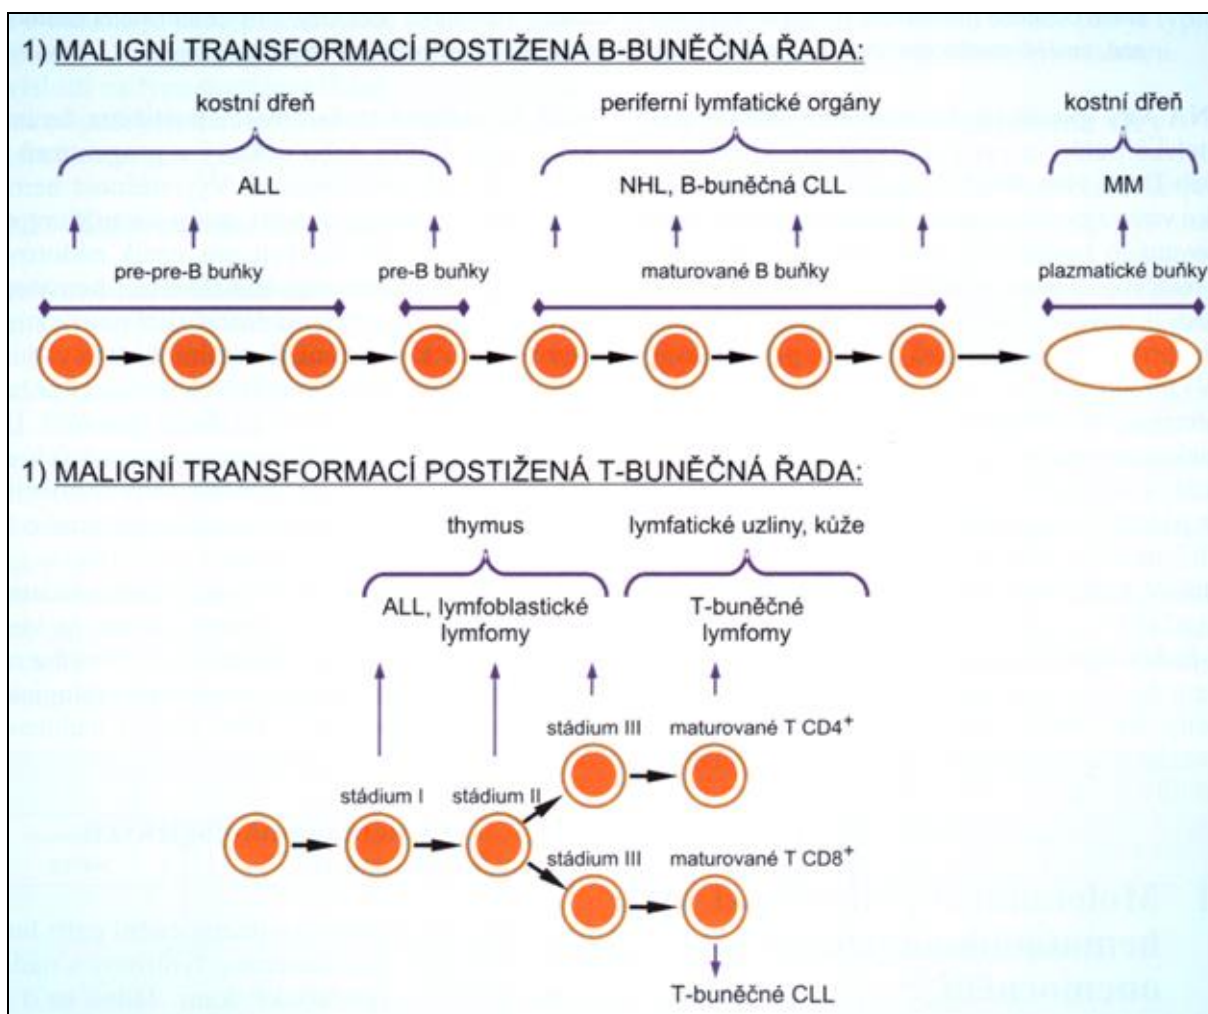 1) MALIGNÍ TRANSFORMACÍ POSTIŽENÁ B-BUNĚČNÁ ŘADA:
kostní dřeň
periferní lymfatické orgány
kostní dřeň
ALL
NHL, B-buněčná CLL
MM
pre-pre-B buňky
pre-B buňky
maturované B buňky
plazmatické buňky
1) MALIGNÍ TRANSFORMACÍ POSTIŽENÁ T-BUNĚČNÁ ŘADA:
thymus
lymfatické uzliny, kůže
ALL, lymfoblastické
lymfomy
T-buněčné
lymfomy
stádium III
maturované T CD4+
stádium I
stádium II
stádium III
maturované T CD8+
T-buněčné CLL